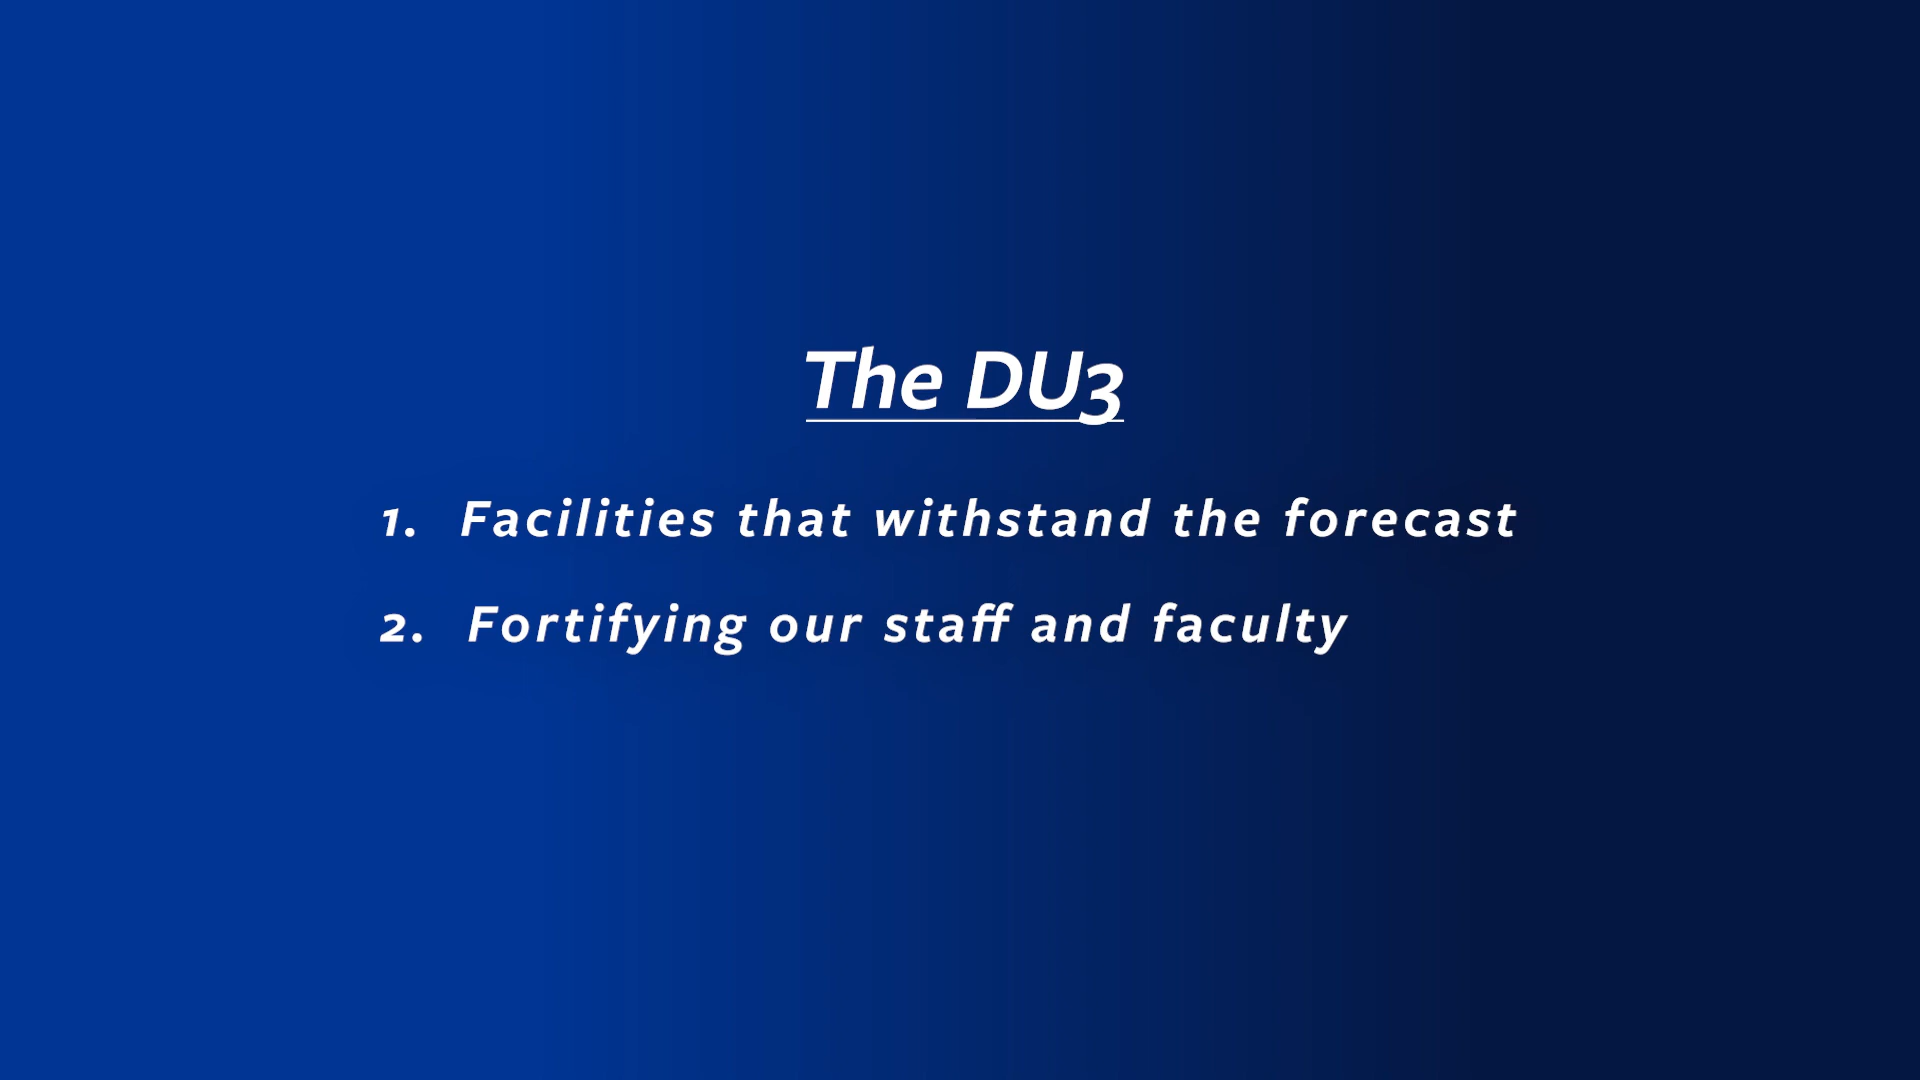 The DU3
1. Facilities that withstand the forecast
2. Fortifying our staff and faculty